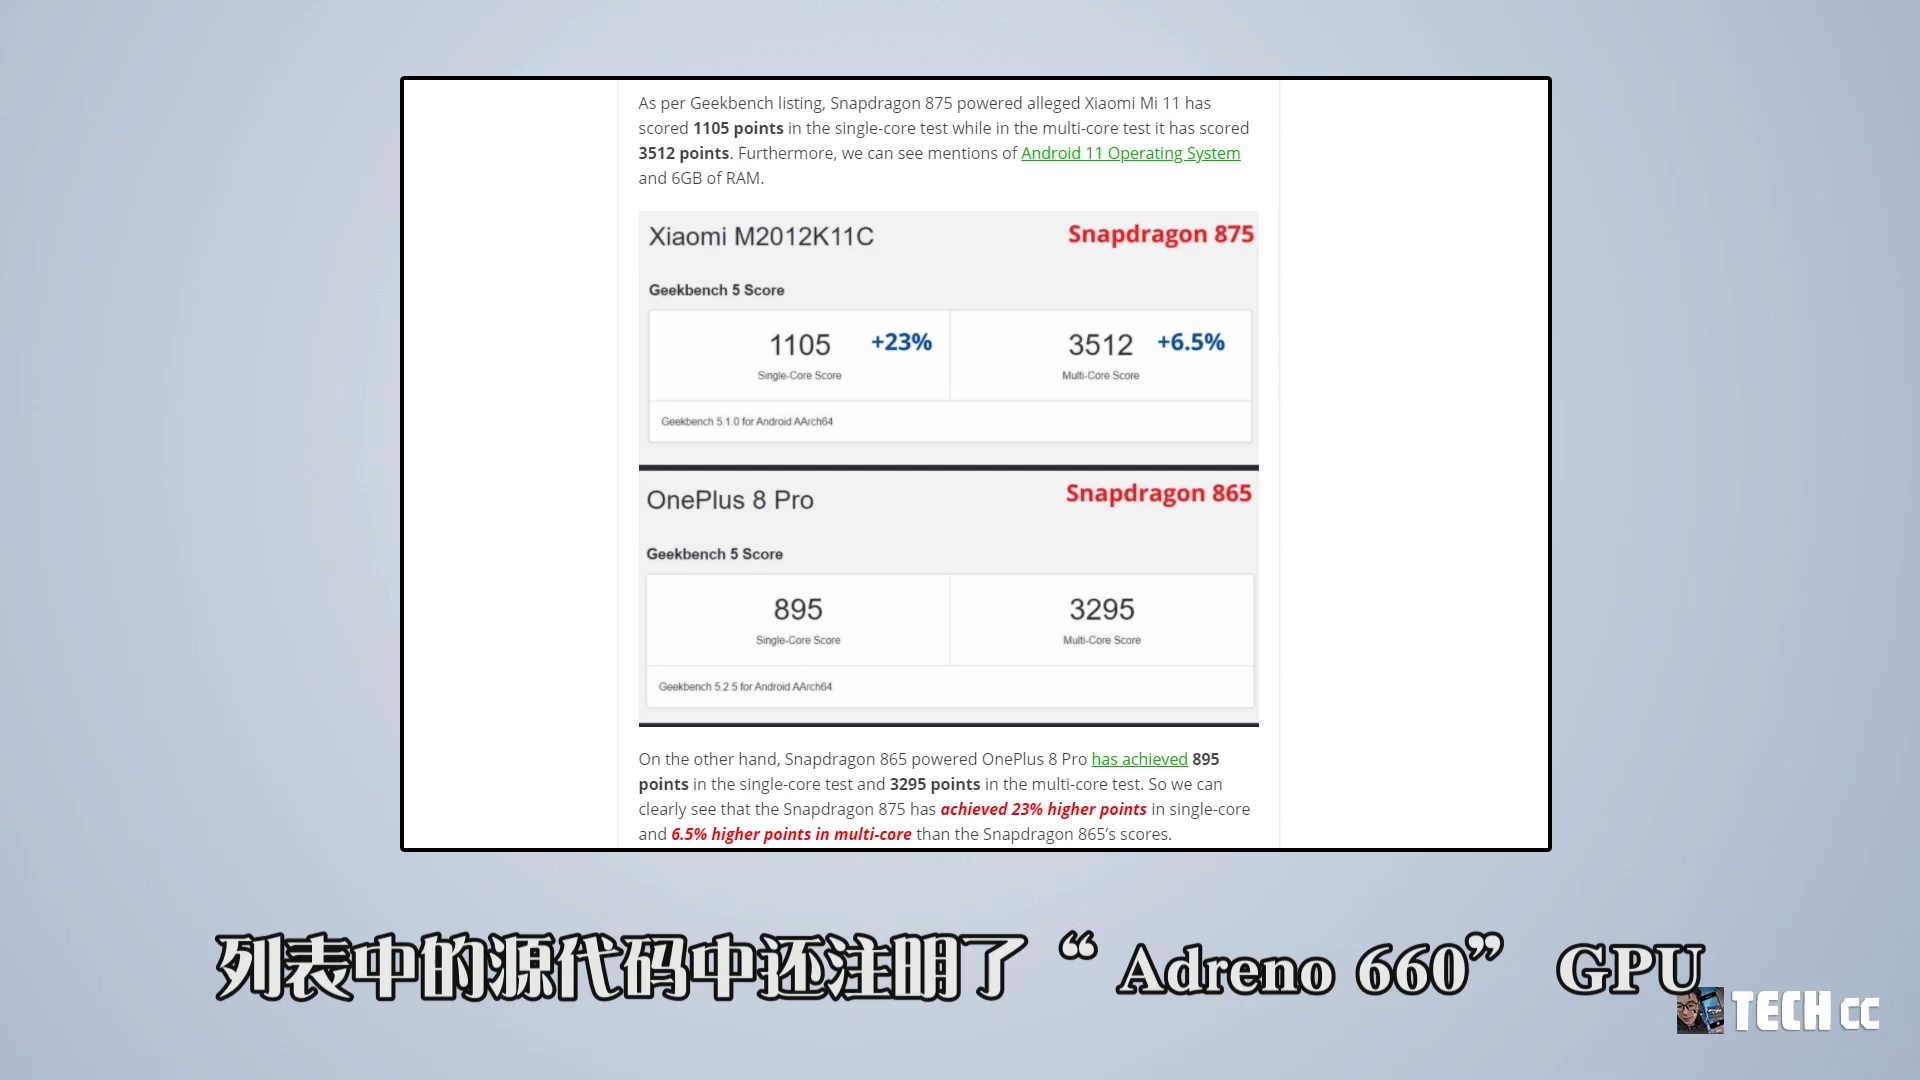 As per Geekbench listing, Snapdragon 875 powered alleged Xiaomi Mi 11 has
scored 1105 points in the single-core test while in the multi-core test it has scored
3512 points. Furthermore, we can see mentions of Android 11 Operating System
and 6GB of RAM.
Xiaomi M2012K11C Snapdragon 875
Geekbench 5 Score
1105 +23% 3512 +6.5%
Single-Core Score Multi-Core Score
Geekbench 5.1.0 for Android AArch64
OnePlus 8 Pro Snapdragon 865
Geekbench 5 Score
895 3295
Single-Core Score Multi-Core Score
Geekbench 5.2.5 for Android AArch64
On the other hand, Snapdragon 865 powered OnePlus 8 Pro has achieved 895
points in the single-core test and 3295 points in the multi-core test. So we can
clearly see that the Snapdragon 875 has achieved 23% higher points in single-core
and 6.5% higher points in multi-core than the Snapdragon 865’s scores.
列表中的源代码中还注明了“ Adreno 660” GPU
TECH CC